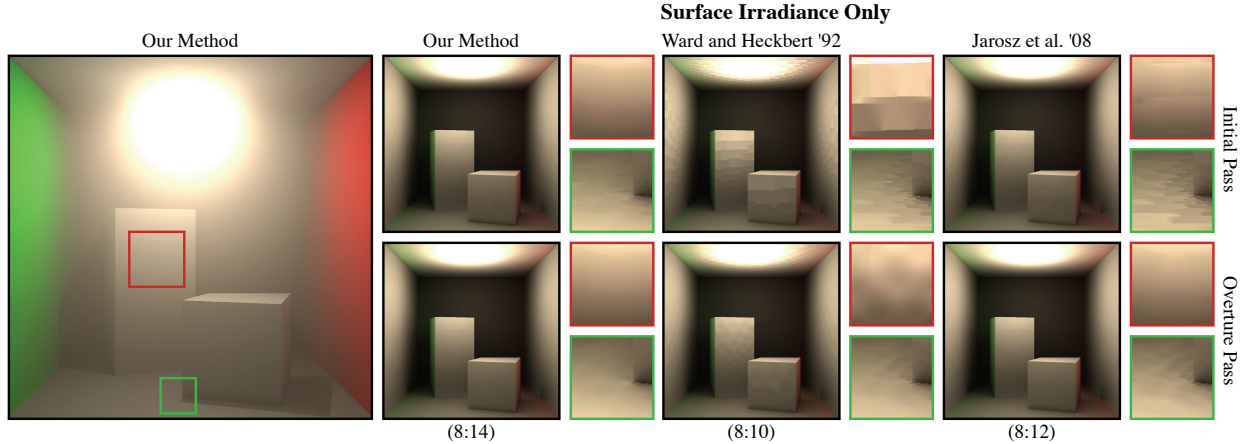 Surface Irradiance Only
Our Method
Our Method
Ward and Heckbert '92
Jarosz et al. '08
Initial Pass
Overture Pass
(8:14)
(8:10)
(8:12)